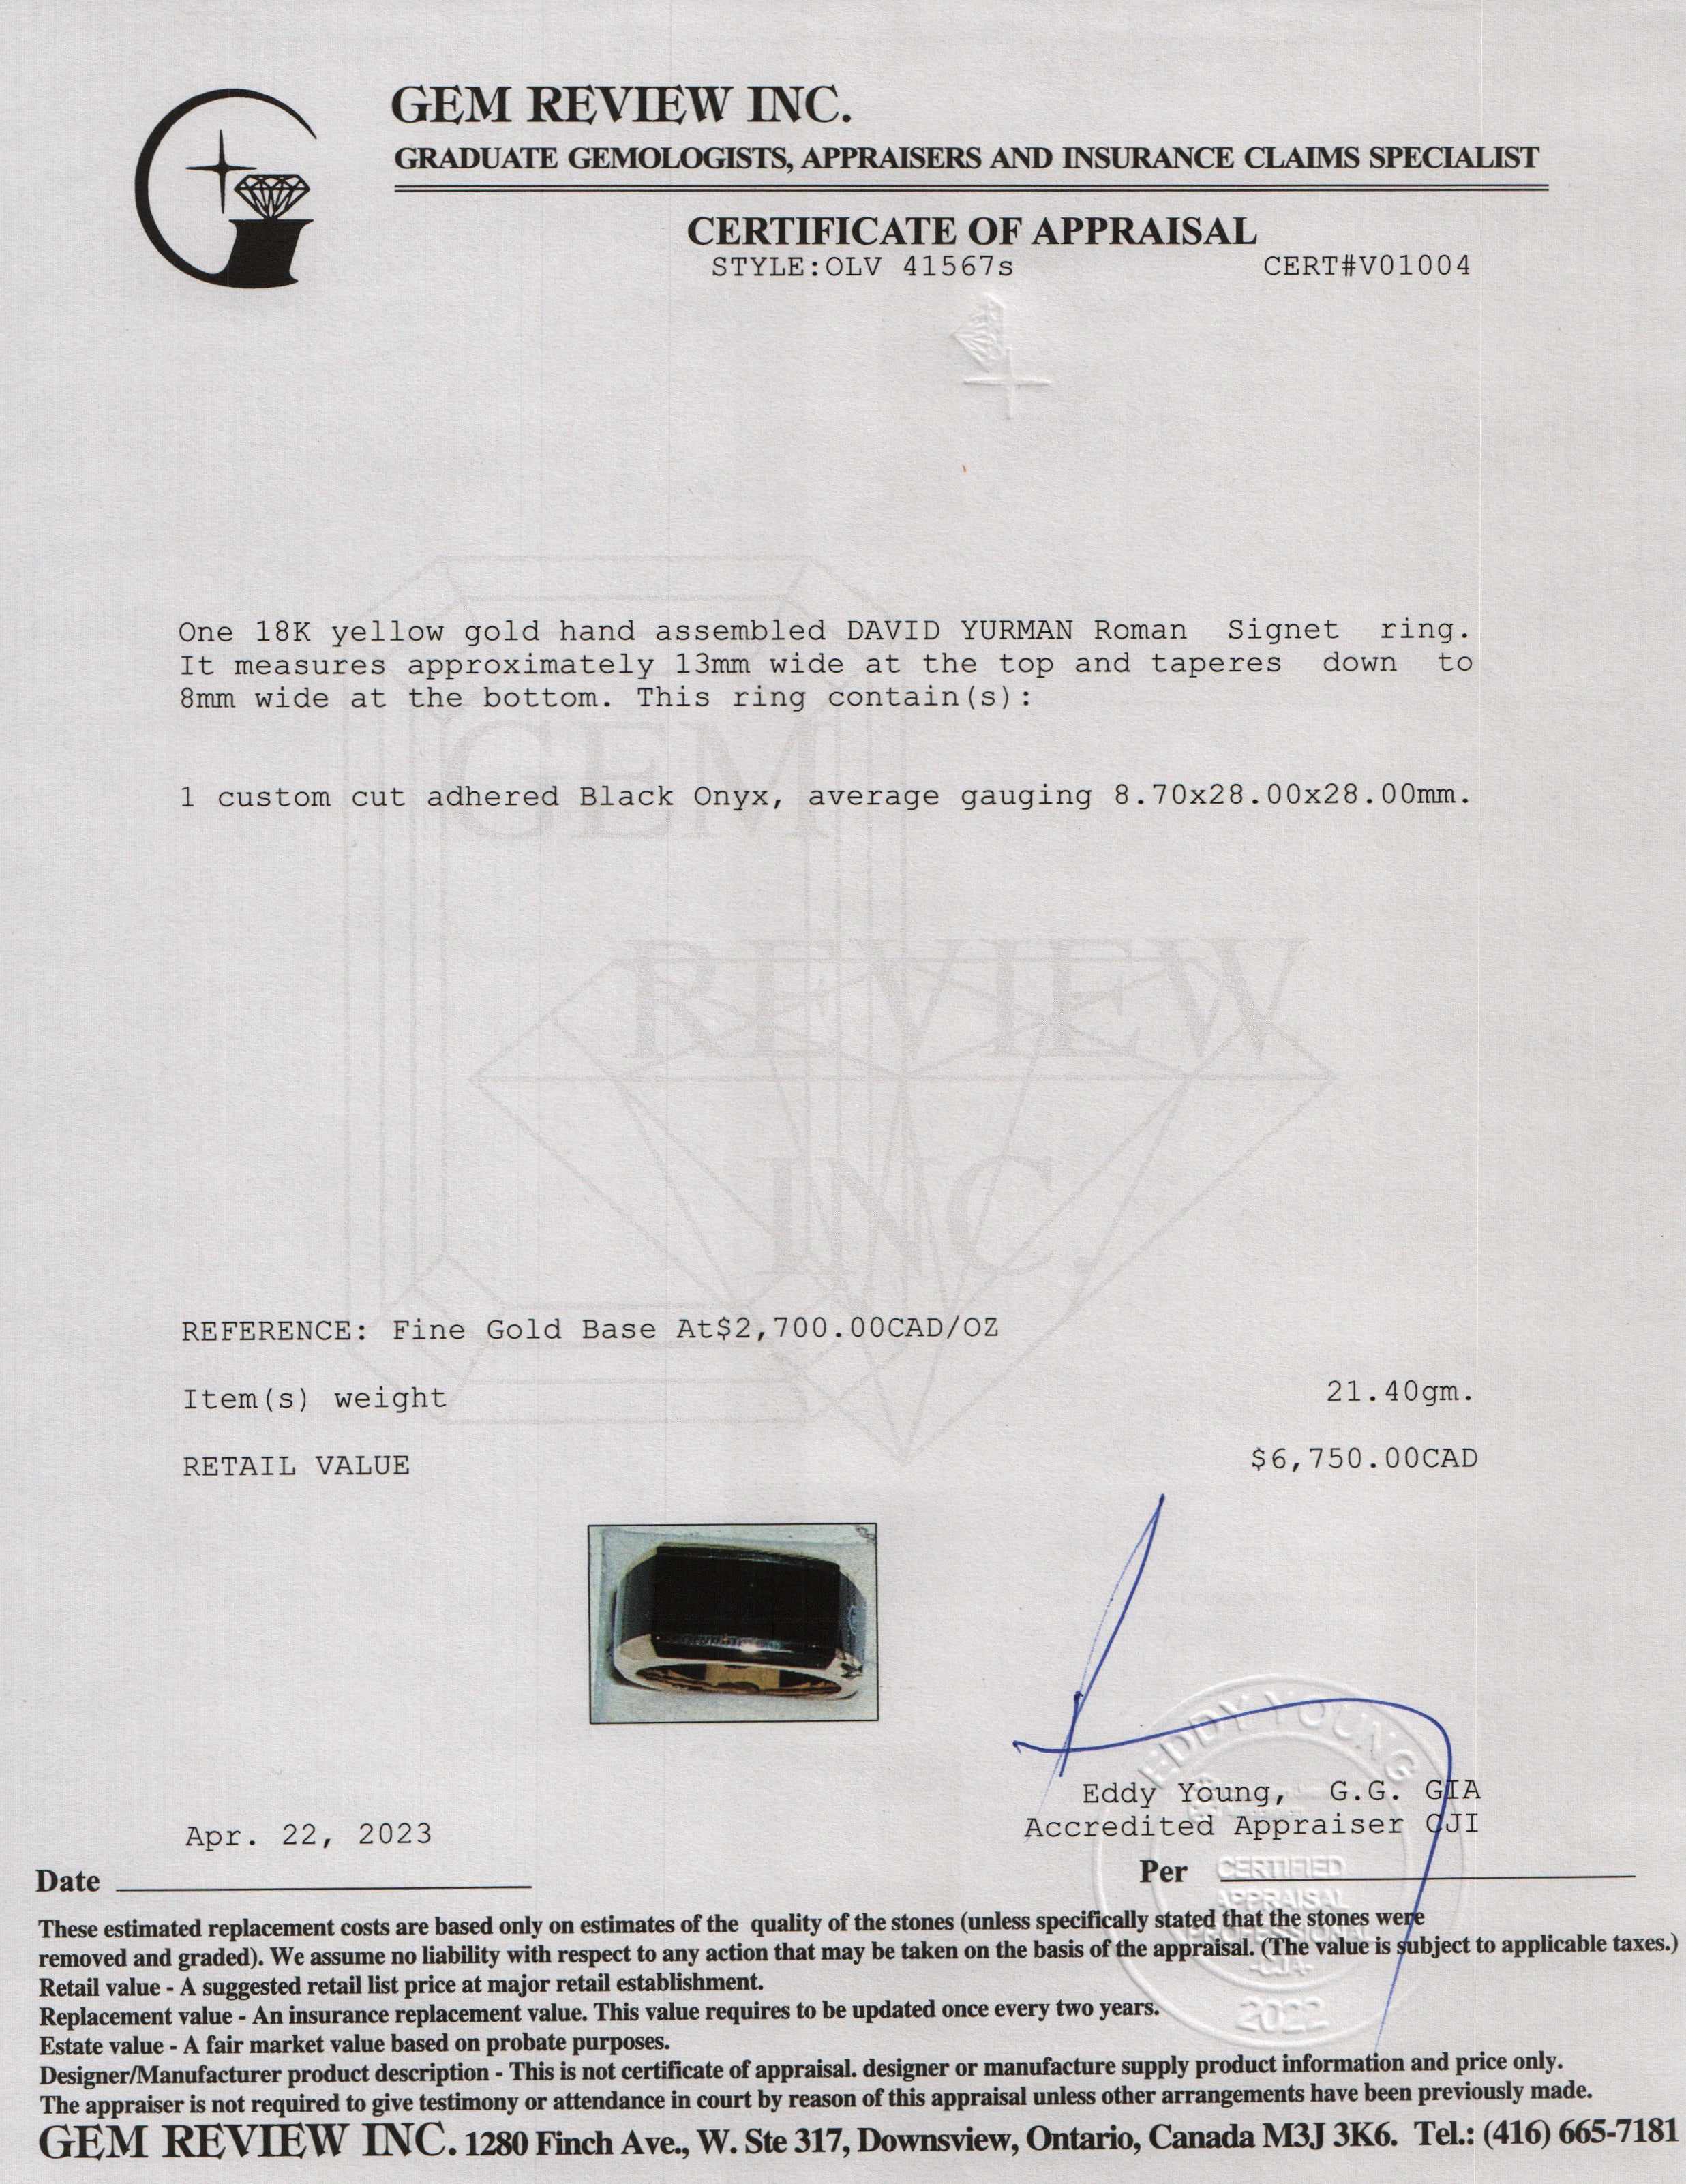 GEM REVIEW INC.
GRADUATE GEMOLOGISTS, APPRAISERS AND INSURANCE CLAIMS SPECIALIST
CERTIFICATE OF APPRAISAL
STYLE:OLV 41567s CERT#V01004
One 18K yellow gold hand assembled DAVID YURMAN Roman Signet ring.
It measures approximately 13mm wide at the top and taperes down to
8mm wide at the bottom. This ring contain(s):
GEM
1 custom cut adhered Black Onyx, average gauging 8.70x28.00x28.00mm.
REVIEW
INC.
REFERENCE: Fine Gold Base At$2,700.00CAD/OZ
Item(s) weight 21.40gm.
RETAIL VALUE $6,750.00CAD
EDDY YOUNG
Eddy Young, G.G. GIA
Accredited Appraiser CJI
Apr. 22, 2023
Date
Per
CERTIFIED
APPRAISAL
PROFESSIONAL
-CJA-
2022
These estimated replacement costs are based only on estimates of the quality of the stones (unless specifically stated that the stones were
removed and graded). We assume no liability with respect to any action that may be taken on the basis of the appraisal. (The value is subject to applicable taxes.)
Retail value - A suggested retail list price at major retail establishment.
Replacement value - An insurance replacement value. This value requires to be updated once every two years.
Estate value - A fair market value based on probate purposes.
Designer/Manufacturer product description - This is not certificate of appraisal. designer or manufacture supply product information and price only.
The appraiser is not required to give testimony or attendance in court by reason of this appraisal unless other arrangements have been previously made.
GEM REVIEW INC. 1280 Finch Ave., W. Ste 317, Downsview, Ontario, Canada M3J 3K6. Tel.: (416) 665-7181